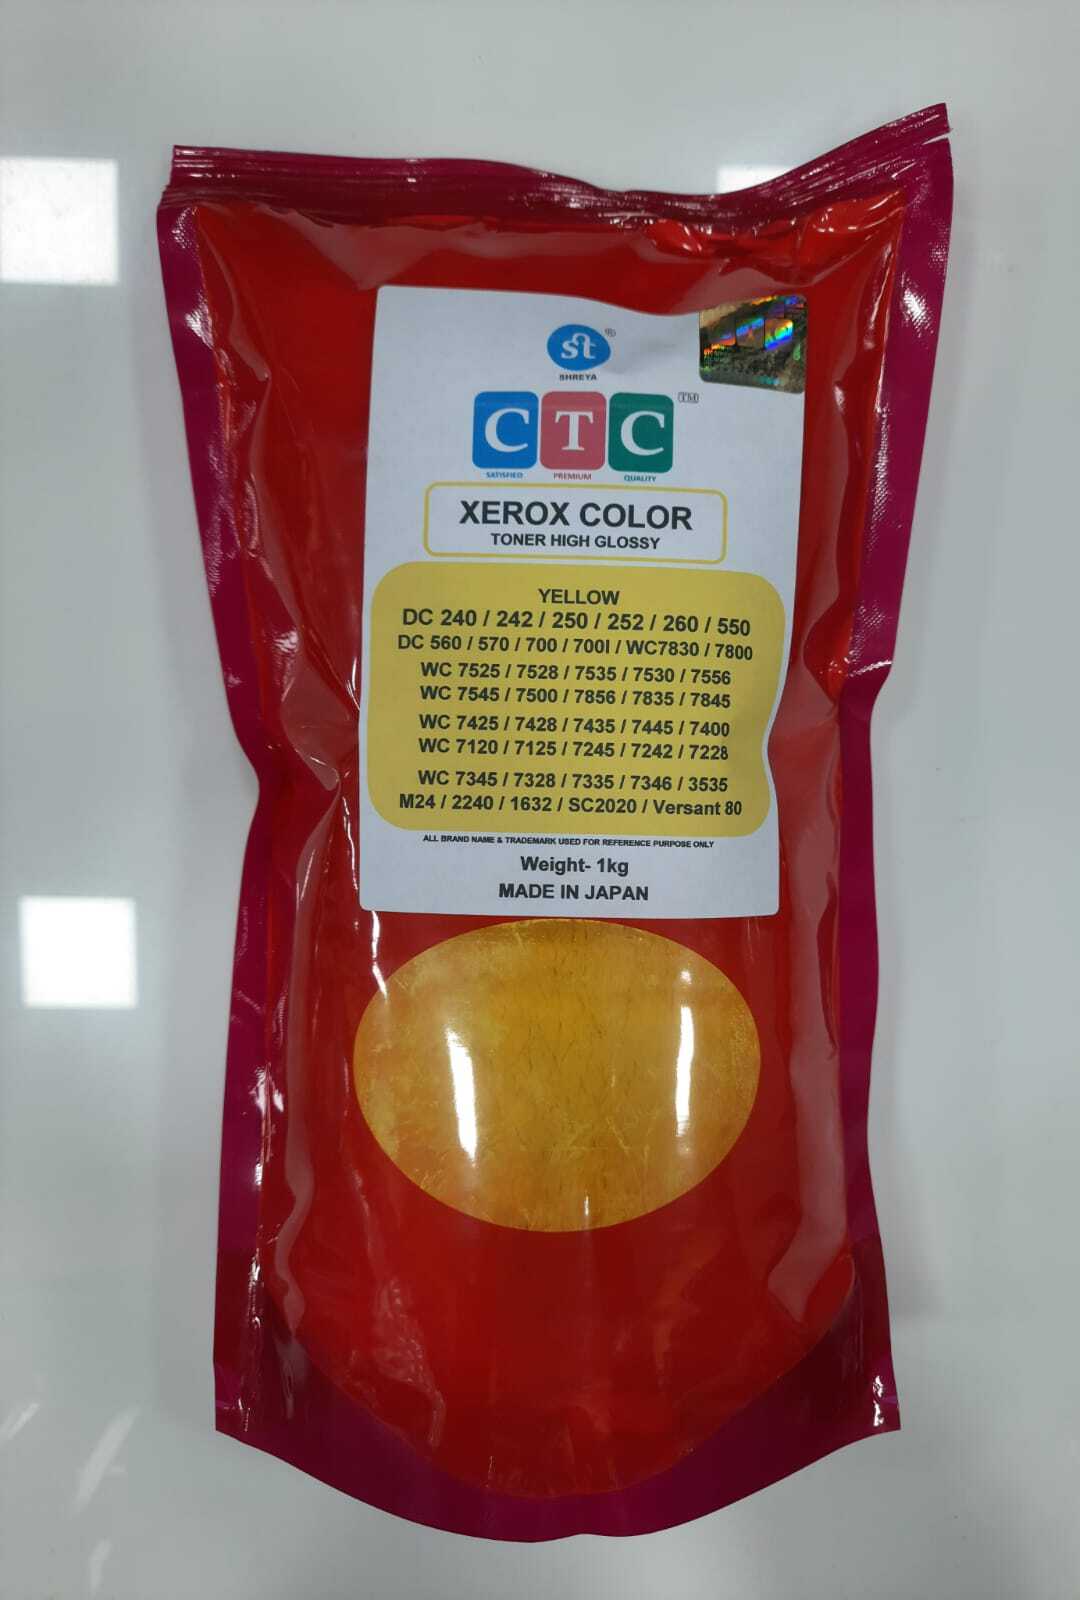 st ®
SHREYA
C T C TM
SATISFIED PREMIUM QUALITY
XEROX COLOR
TONER HIGH GLOSSY
YELLOW
DC 240 / 242 / 250 / 252 / 260 / 550
DC 560 / 570 / 700 / 700I / WC7830 / 7800
WC 7525 / 7528 / 7535 / 7530 / 7556
WC 7545 / 7500 / 7856 / 7835 / 7845
WC 7425 / 7428 / 7435 / 7445 / 7400
WC 7120 / 7125 / 7245 / 7242 / 7228
WC 7345 / 7328 / 7335 / 7346 / 3535
M24 / 2240 / 1632 / SC2020 / Versant 80
ALL BRAND NAME & TRADEMARK USED FOR REFERENCE PURPOSE ONLY
Weight- 1kg
MADE IN JAPAN